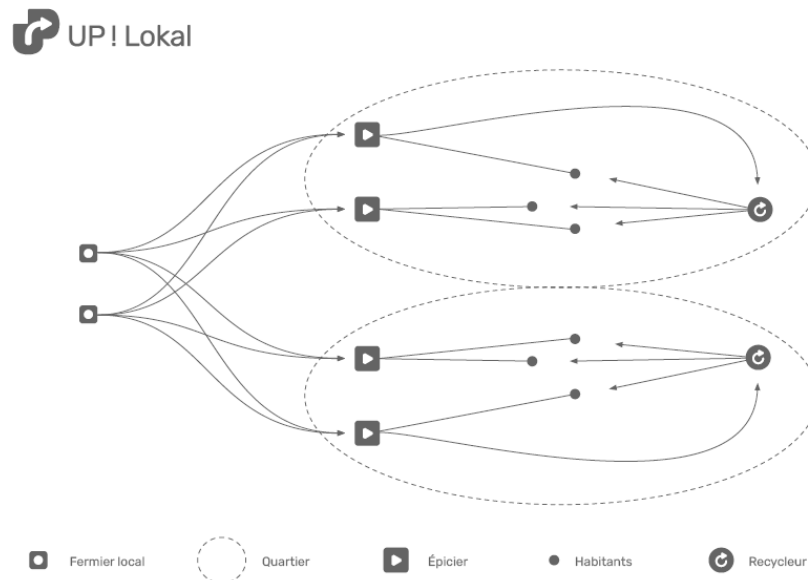 UP! Lokal
Fermier local
Quartier
Épicier
Habitants
Recycleur